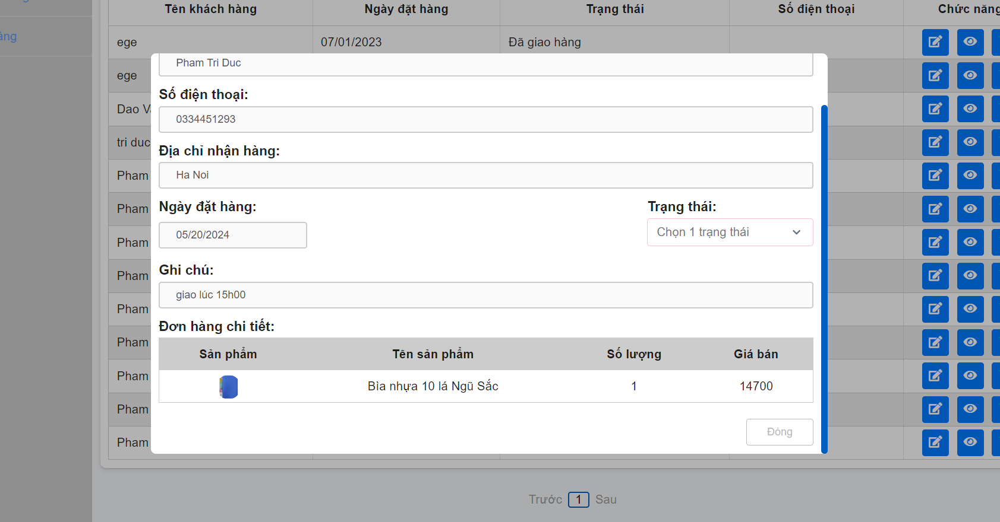 Tên khách hàng Ngày đặt hàng Trạng thái Số điện thoại Chức năng
àng
ege 07/01/2023 Đã giao hàng
ege
Dao
tri duc
Pham
Pham
Pham
Pham
Pham
Pham
Pham
Pham
Pham
Pham Tri Duc
Số điện thoại:
0334451293
Địa chỉ nhận hàng:
Ha Noi
Ngày đặt hàng: Trạng thái:
05/20/2024 Chọn 1 trạng thái
Ghi chú:
giao lúc 15h00
Đơn hàng chi tiết:
Sản phẩm Tên sản phẩm Số lượng Giá bán
Bìa nhựa 10 lá Ngũ Sắc 1 14700
Đóng
Trước 1 Sau